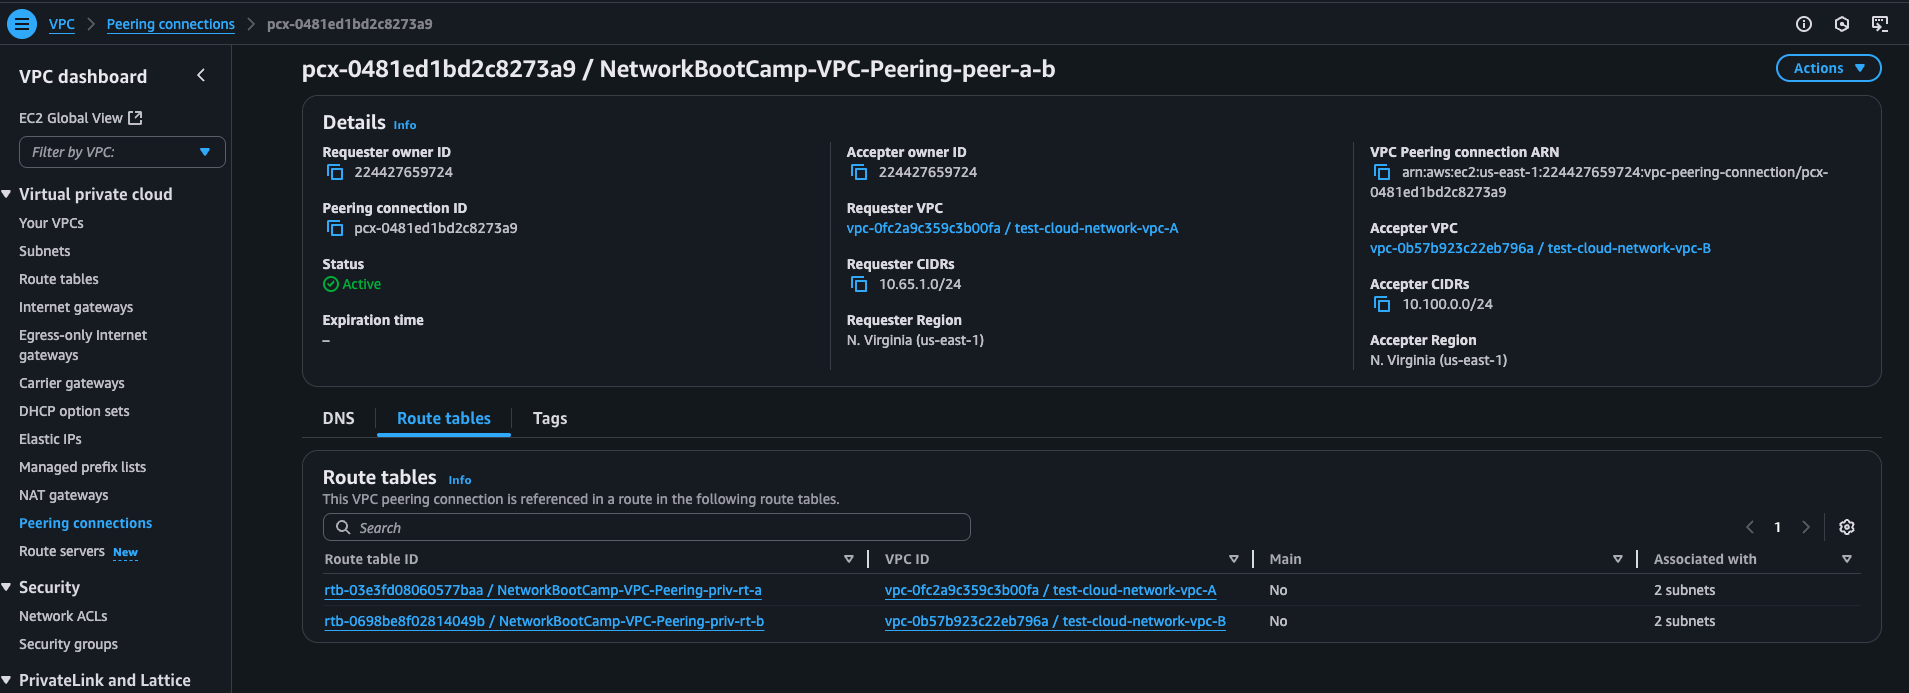 VPC > Peering connections > pcx-0481ed1bd2c8273a9
VPC dashboard
EC2 Global View
Filter by VPC:
Virtual private cloud
Your VPCs
Subnets
Route tables
Internet gateways
Egress-only Internet
gateways
Carrier gateways
DHCP option sets
Elastic IPs
Managed prefix lists
NAT gateways
Peering connections
Route servers New
Security
Network ACLs
Security groups
PrivateLink and Lattice
pcx-0481ed1bd2c8273a9 / NetworkBootCamp-VPC-Peering-peer-a-b
Actions
Details Info
Requester owner ID
224427659724
Peering connection ID
pcx-0481ed1bd2c8273a9
Status
Active
Expiration time
–
Accepter owner ID
224427659724
Requester VPC
vpc-0fc2a9c359c3b00fa / test-cloud-network-vpc-A
Requester CIDRs
10.65.1.0/24
Requester Region
N. Virginia (us-east-1)
VPC Peering connection ARN
arn:aws:ec2:us-east-1:224427659724:vpc-peering-connection/pcx-
0481ed1bd2c8273a9
Accepter VPC
vpc-0b57b923c22eb796a / test-cloud-network-vpc-B
Accepter CIDRs
10.100.0.0/24
Accepter Region
N. Virginia (us-east-1)
DNS Route tables Tags
Route tables Info
This VPC peering connection is referenced in a route in the following route tables.
Search
1
Route table ID VPC ID Main Associated with
rtb-03e3fd08060577baa / NetworkBootCamp-VPC-Peering-priv-rt-a vpc-0fc2a9c359c3b00fa / test-cloud-network-vpc-A No 2 subnets
rtb-0698be8f02814049b / NetworkBootCamp-VPC-Peering-priv-rt-b vpc-0b57b923c22eb796a / test-cloud-network-vpc-B No 2 subnets